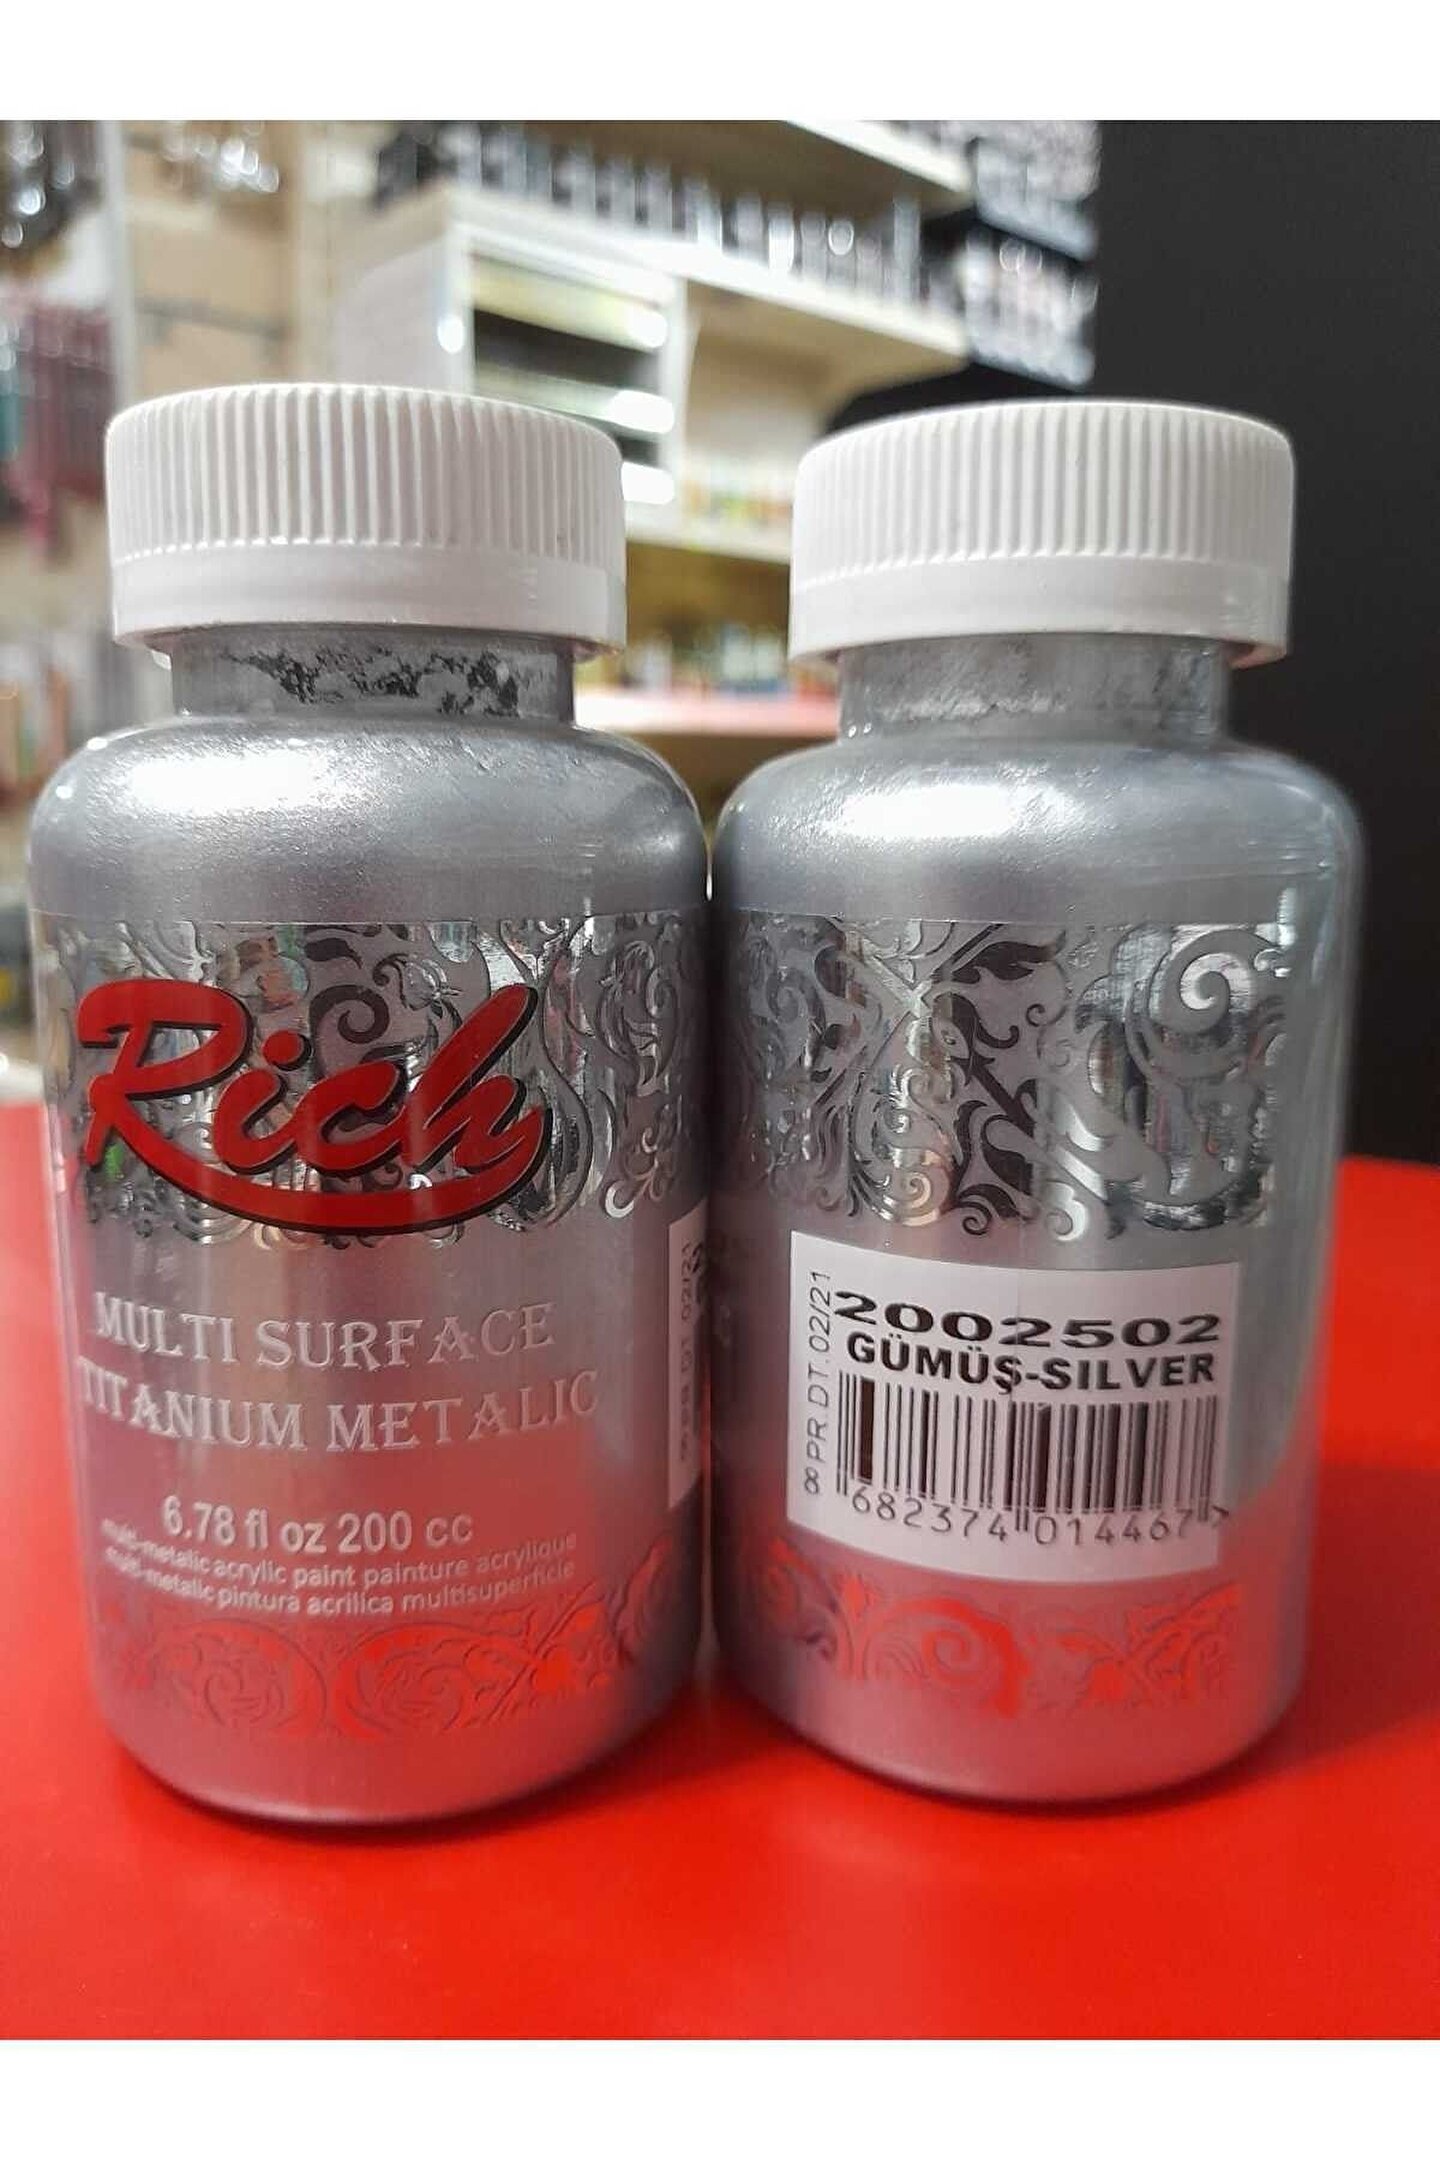 Rich
MULTI SURFACE
TITANIUM METALIC
6.78 fl oz 200 cc
multi-metalic acrylic paint painture acrylique
multi-metalic pintura acrilica multisuperficie
PR.DT. 02/21
2002502
GÜMÜŞ-SILVER
8 682374 014467 >